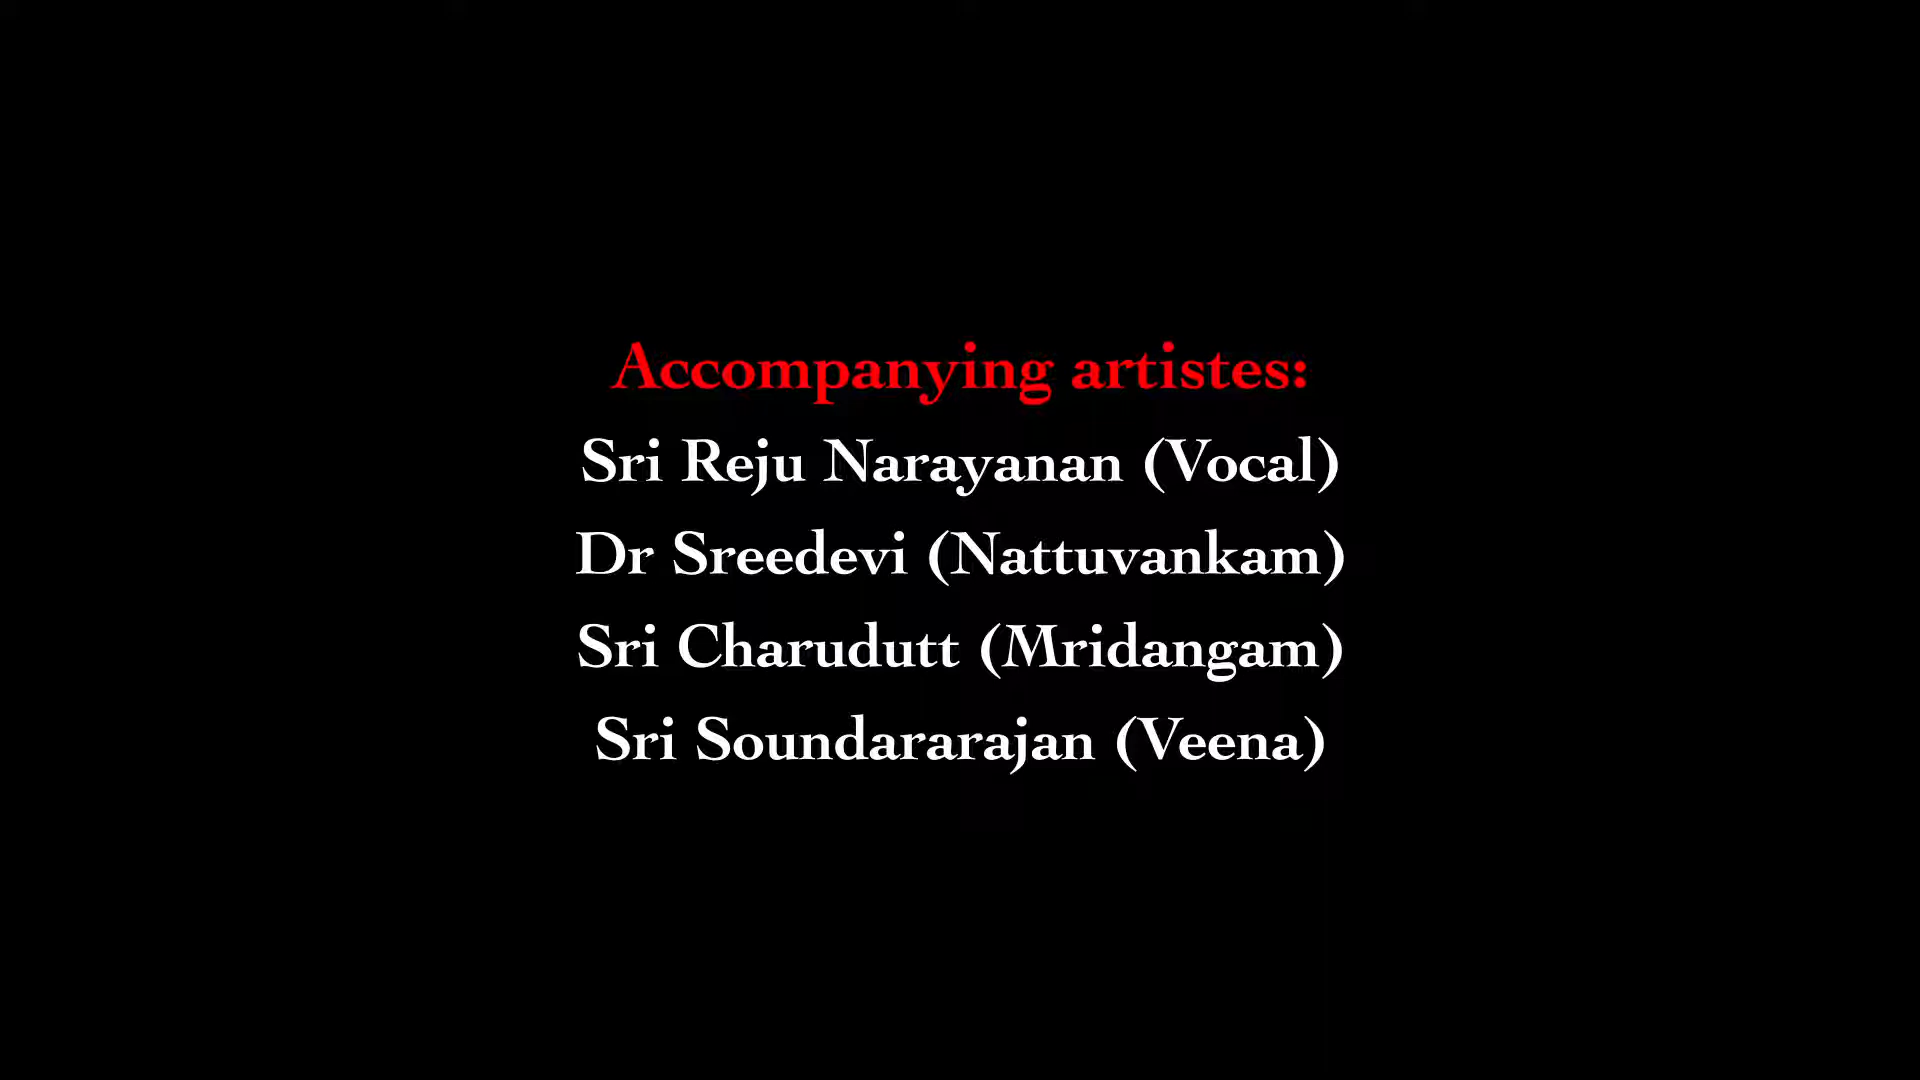 Accompanying artistes:
Sri Reju Narayanan (Vocal)
Dr Sreedevi (Nattuvankam)
Sri Charudutt (Mridangam)
Sri Soundararajan (Veena)